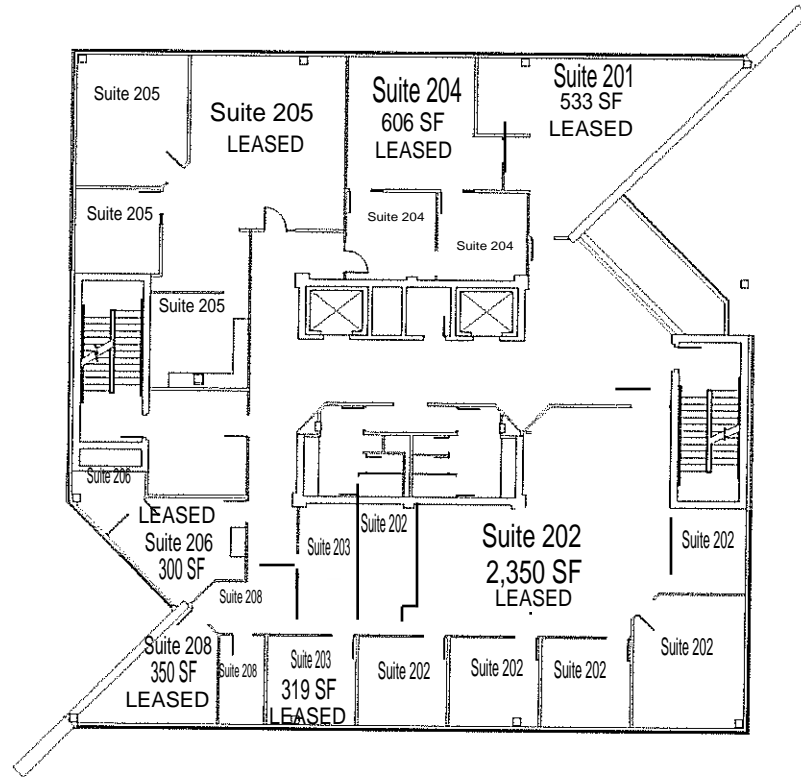 Suite 205
Suite 205
LEASED
Suite 204
606 SF
LEASED
Suite 201
533 SF
LEASED
Suite 205
Suite 204
Suite 204
Suite 205
Suite 206
LEASED
Suite 206
300 SF
Suite 208
Suite 203
Suite 202
Suite 202
2,350 SF
LEASED
Suite 202
Suite 208
350 SF
LEASED
Suite 208
Suite 203
319 SF
LEASED
Suite 202
Suite 202
Suite 202
Suite 202